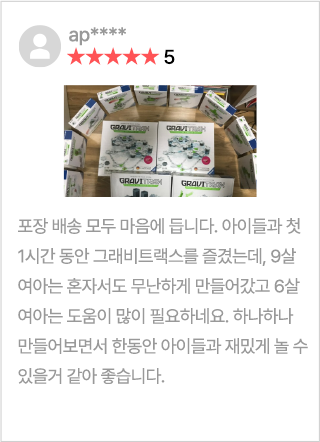 ap****
★★★★★ 5
GRAVITRAX GRAVITRAX
GRAVITRAX GRAVITRAX
포장 배송 모두 마음에 듭니다. 아이들과 첫
1시간 동안 그래비트랙스를 즐겼는데, 9살
여아는 혼자서도 무난하게 만들어갔고 6살
여아는 도움이 많이 필요하네요. 하나하나
만들어보면서 한동안 아이들과 재밌게 놀 수
있을거 같아 좋습니다.